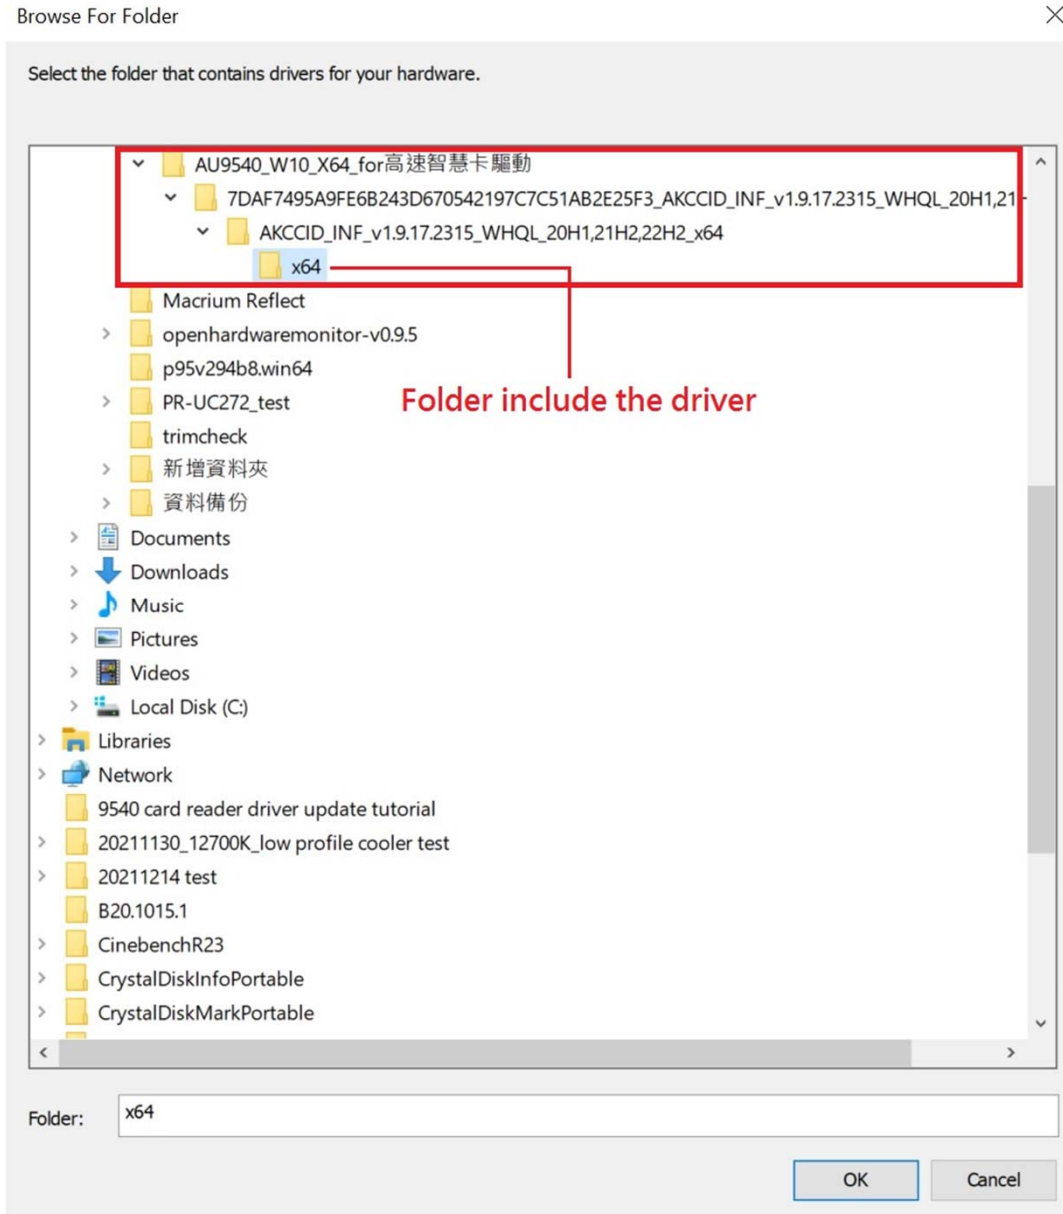 Browse For Folder
Select the folder that contains drivers for your hardware.
AU9540_W10_X64_for高速智慧卡驅動
7DAF7495A9FE6B243D670542197C7C51AB2E25F3_AKCCID_INF_v1.9.17.2315_WHQL_20H1,21
AKCCID_INF_v1.9.17.2315_WHQL_20H1,21H2,22H2_x64
x64
Macrium Reflect
openhardwaremonitor-v0.9.5
p95v294b8.win64
PR-UC272_test
Folder include the driver
trimcheck
新增資料夾
資料備份
Documents
Downloads
Music
Pictures
Videos
Local Disk (C:)
Libraries
Network
9540 card reader driver update tutorial
20211130_12700K_low profile cooler test
20211214 test
B20.1015.1
CinebenchR23
CrystalDiskInfoPortable
CrystalDiskMarkPortable
Folder: x64
OK Cancel